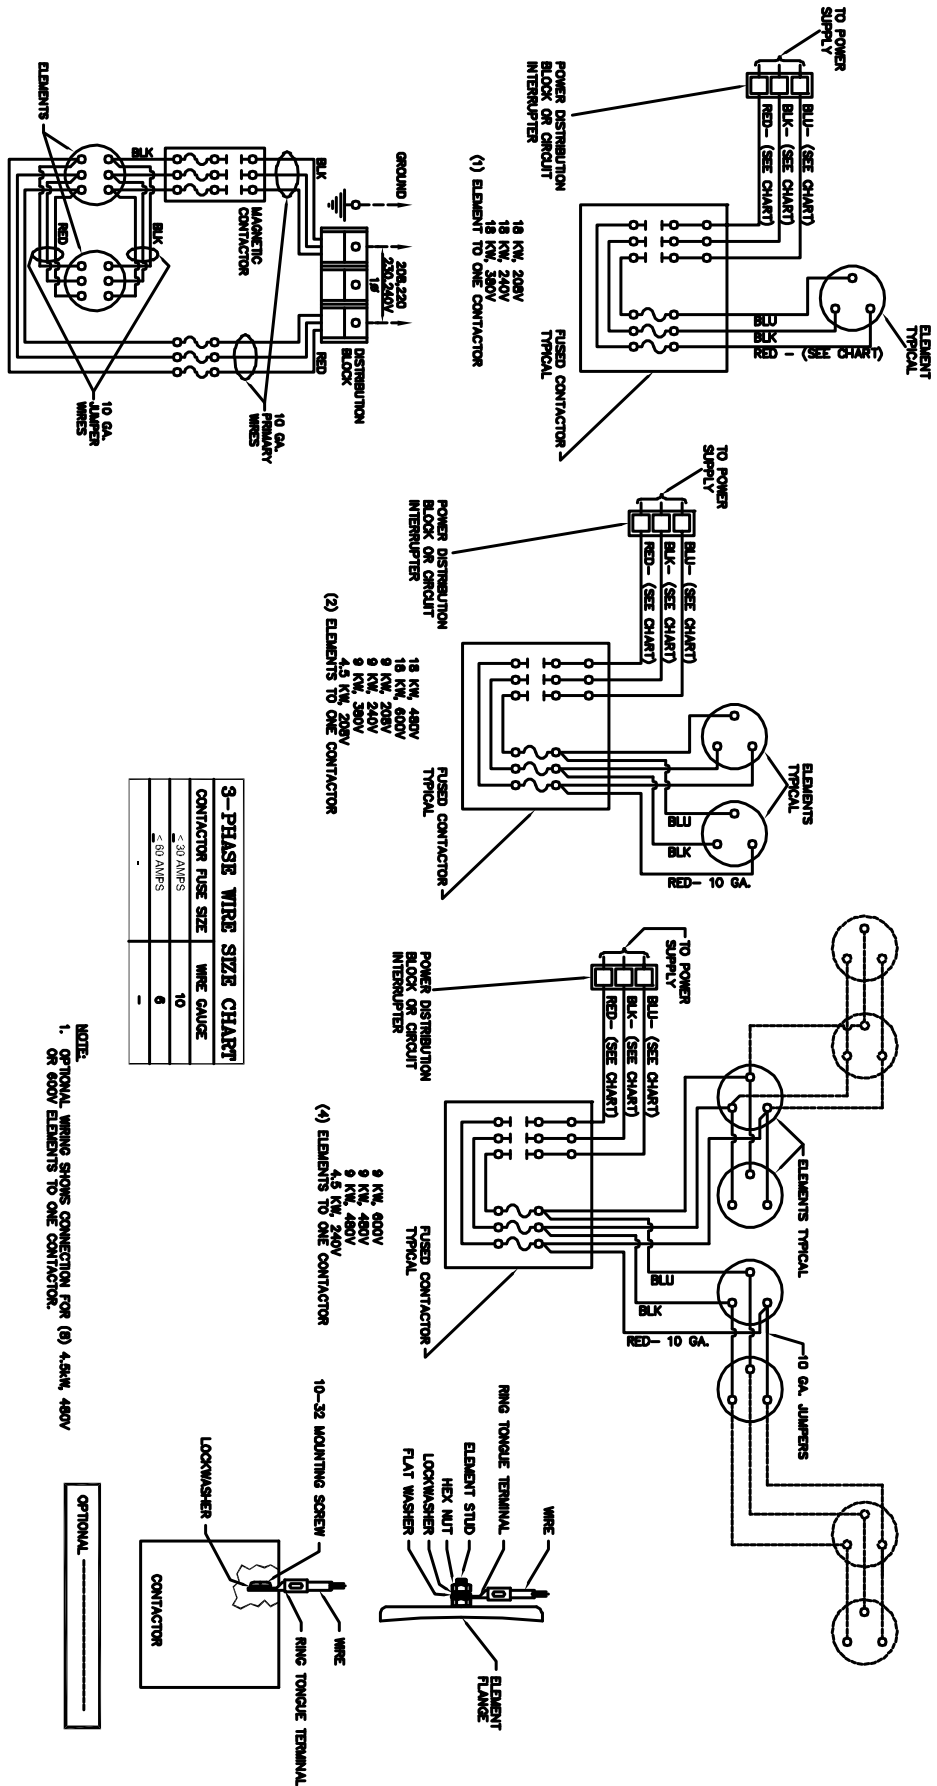 TO POWER
SUPPLY
BLU- (SEE CHART)
BLK- (SEE CHART)
RED- (SEE CHART)
POWER DISTRIBUTION
BLOCK OR CIRCUIT
INTERRUPTER
ELEMENT
TYPICAL
BLU
BLK
RED - (SEE CHART)
FUSED CONTACTOR
TYPICAL
18 KW, 208V
18 KW, 240V
18 KW, 380V
(1) ELEMENT TO ONE CONTACTOR
TO POWER
SUPPLY
BLU- (SEE CHART)
BLK- (SEE CHART)
RED- (SEE CHART)
POWER DISTRIBUTION
BLOCK OR CIRCUIT
INTERRUPTER
ELEMENTS
TYPICAL
BLU
BLK
RED- 10 GA.
FUSED CONTACTOR
TYPICAL
18 KW, 480V
18 KW, 600V
9 KW, 208V
9 KW, 240V
9 KW, 380V
4.5 KW, 208V
(2) ELEMENTS TO ONE CONTACTOR
TO POWER
SUPPLY
BLU- (SEE CHART)
BLK- (SEE CHART)
RED- (SEE CHART)
POWER DISTRIBUTION
BLOCK OR CIRCUIT
INTERRUPTER
ELEMENTS TYPICAL
10 GA. JUMPERS
BLU
BLK
RED- 10 GA.
FUSED CONTACTOR
TYPICAL
9 KW, 600V
9 KW, 480V
9 KW, 480V
4.5 KW, 240V
(4) ELEMENTS TO ONE CONTACTOR
GROUND
208,220
230,240V
1Ø
DISTRIBUTION
BLOCK
BLK
RED
MAGNETIC
CONTACTOR
10 GA.
PRIMARY
WIRES
BLK
BLK
RED
ELEMENTS
10 GA.
JUMPER
WIRES
3-PHASE WIRE SIZE CHART
CONTACTOR FUSE SIZE WIRE GAUGE
< 30 AMPS 10
< 60 AMPS 6
- -
NOTE:
1. OPTIONAL WIRING SHOWS CONNECTION FOR (8) 4.5kW, 480V
OR 600V ELEMENTS TO ONE CONTACTOR.
WIRE
RING TONGUE TERMINAL
ELEMENT STUD
HEX NUT
LOCKWASHER
FLAT WASHER
ELEMENT
FLANGE
10-32 MOUNTING SCREW
WIRE
RING TONGUE TERMINAL
LOCKWASHER
CONTACTOR
OPTIONAL